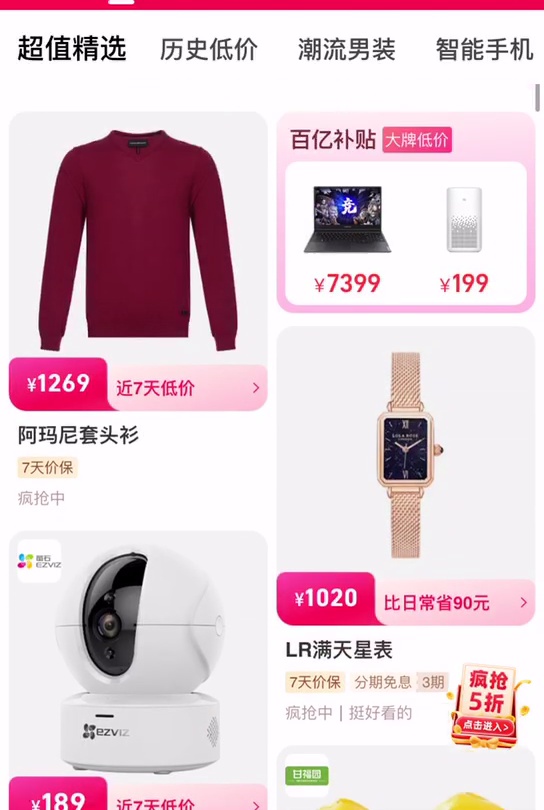 超值精选
历史低价
潮流男装
智能手机
¥1269
近7天低价
阿玛尼套头衫
7天价保
疯抢中
萤石
EZVIZ
ezviz
¥189
近7天低价
百亿补贴
大牌低价
竞
¥7399
¥199
LOLA ROSE
¥1020
比日常省90元
LR满天星表
7天价保
分期免息
3期
疯抢中
挺好看的
疯抢
5折
点击进入>
甘福园